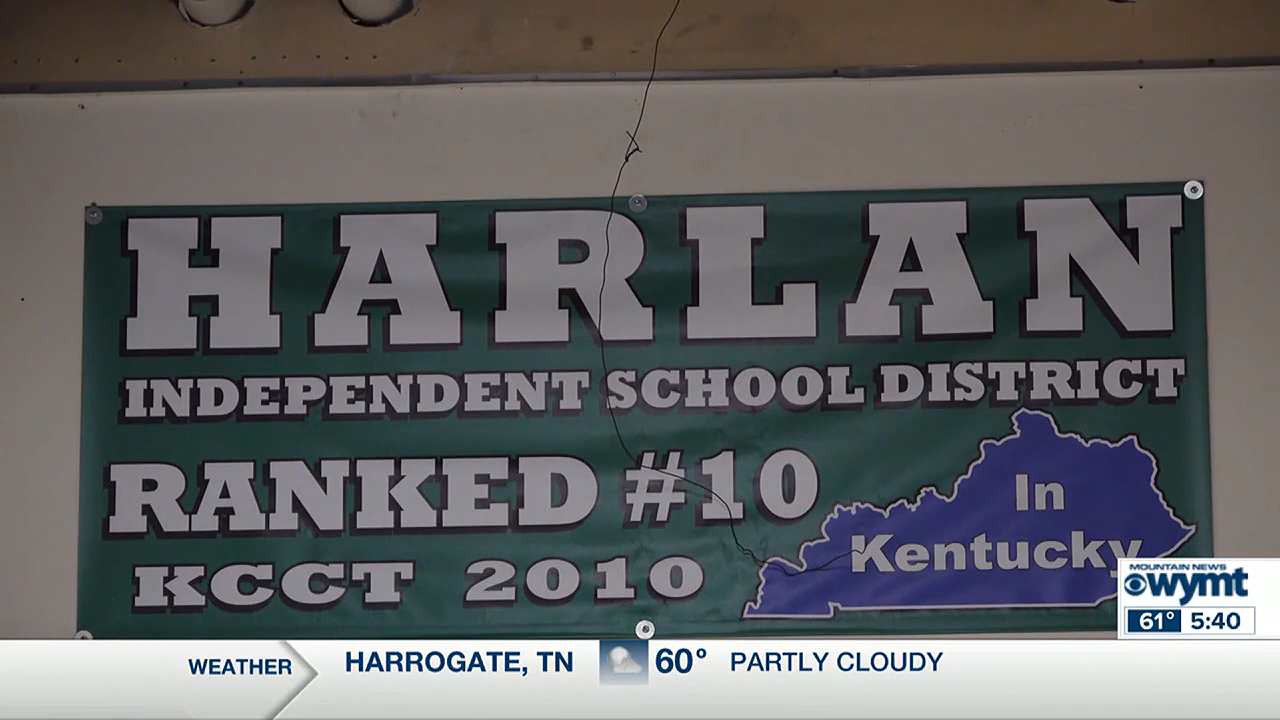 HARLAN
INDEPENDENT SCHOOL DISTRICT
RANKED #10
KCCT 2010
In
Kentucky
MOUNTAIN NEWS
wymt
61° 5:40
WEATHER
HARROGATE, TN 60° PARTLY CLOUDY